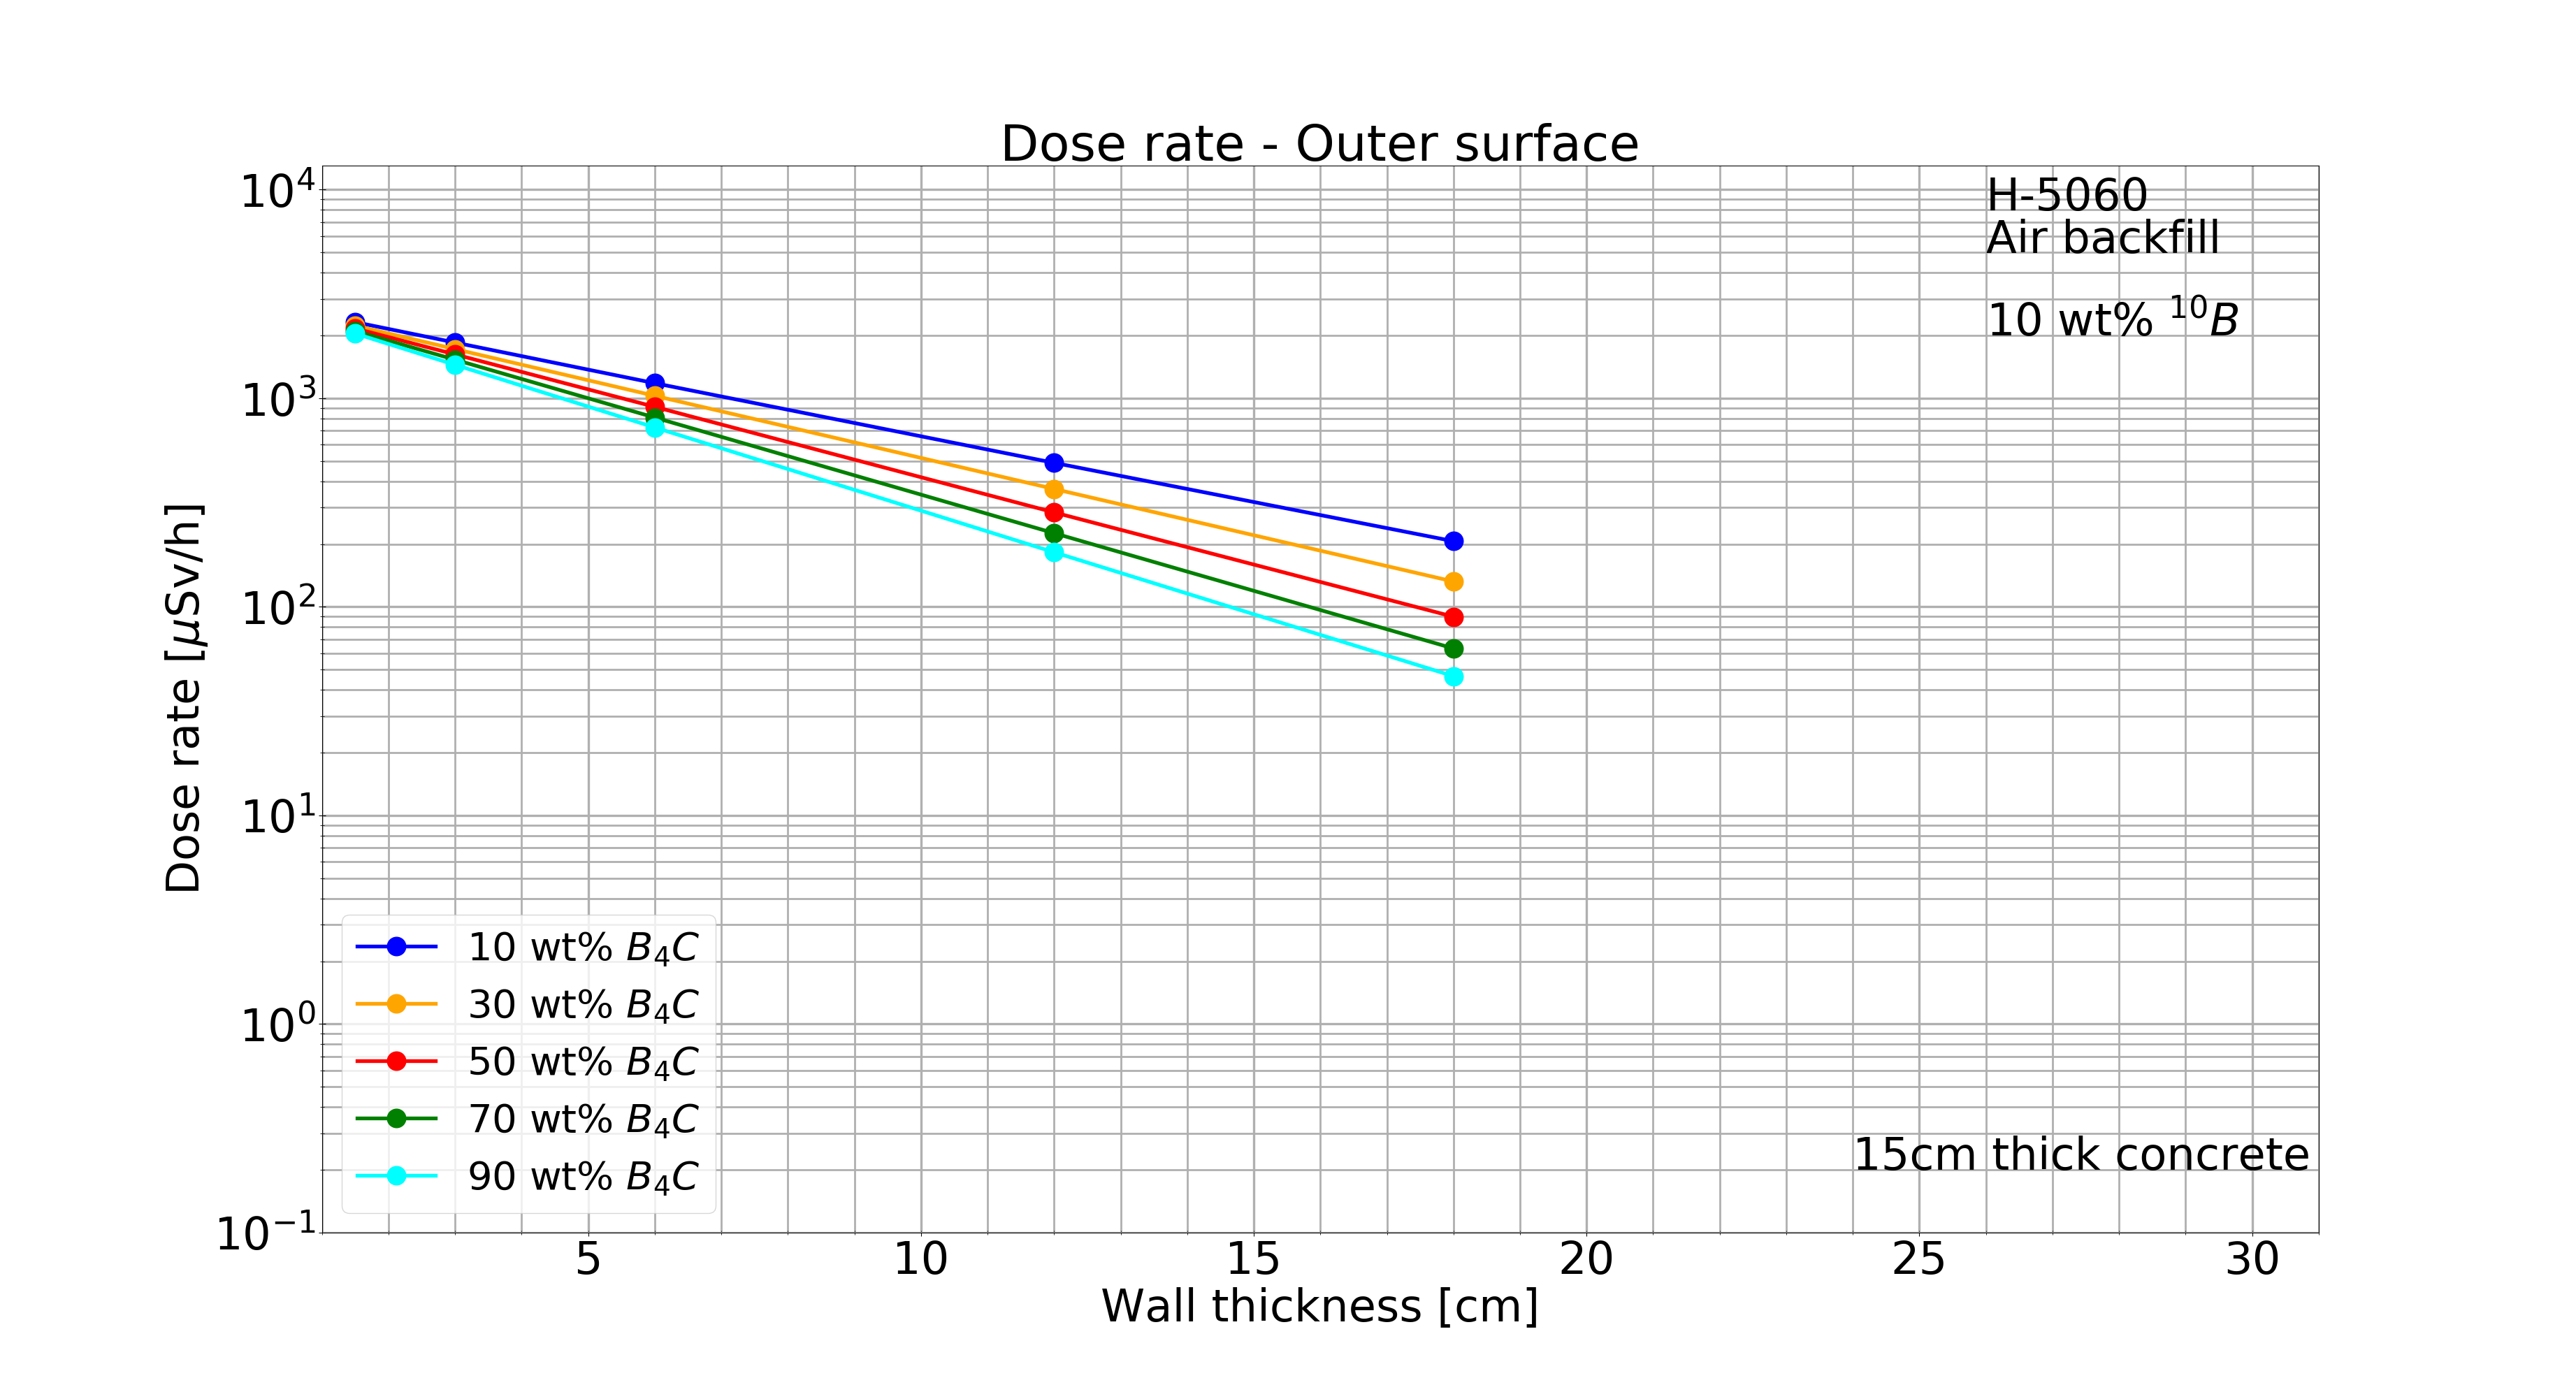 Dose rate - Outer surface
H-5060
Air backfill
10 wt% ¹⁰B
Dose rate [μSv/h]
10⁴
10³
10²
10¹
10⁰
10⁻¹
10 wt% B₄C
30 wt% B₄C
50 wt% B₄C
70 wt% B₄C
90 wt% B₄C
15cm thick concrete
5 10 15 20 25 30
Wall thickness [cm]